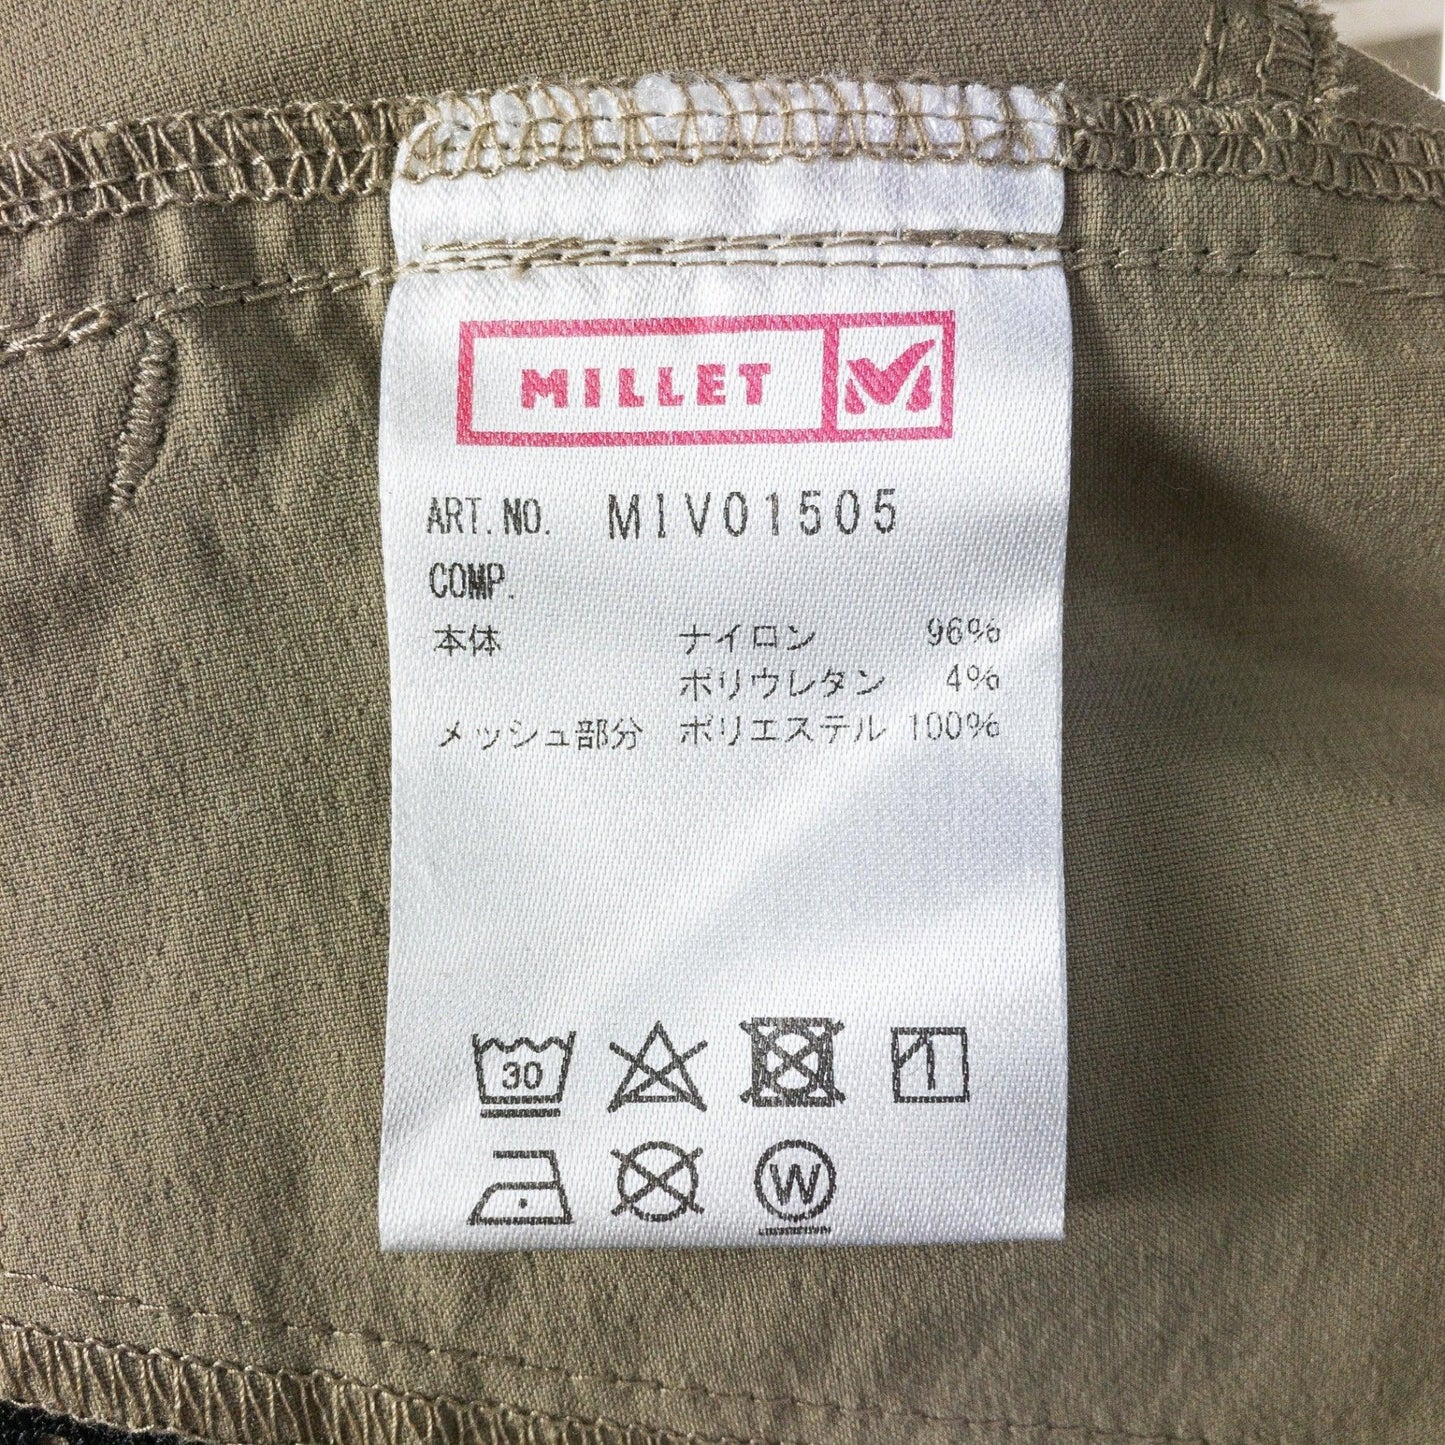 MILLET
ART.NO. MIV01505
COMP.
本体 ナイロン 96%
ポリウレタン 4%
メッシュ部分 ポリエステル 100%
30
W